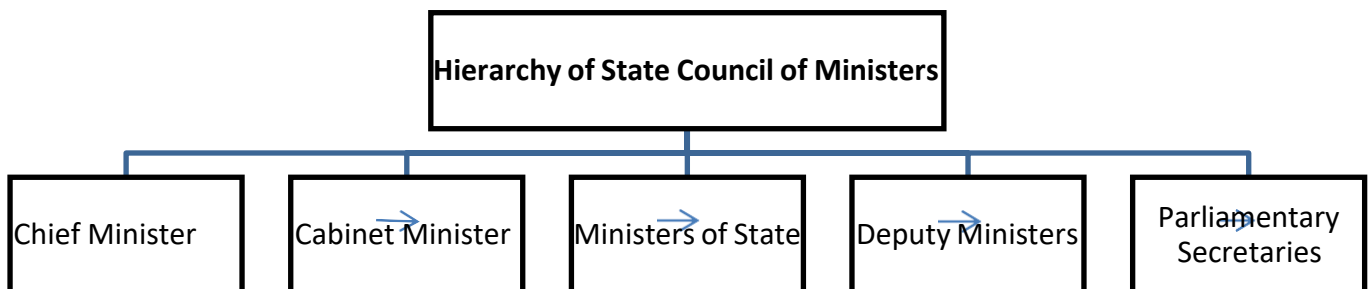 Hierarchy of State Council of Ministers
Chief Minister
Cabinet Minister
Ministers of State
Deputy Ministers
Parliamentary
Secretaries